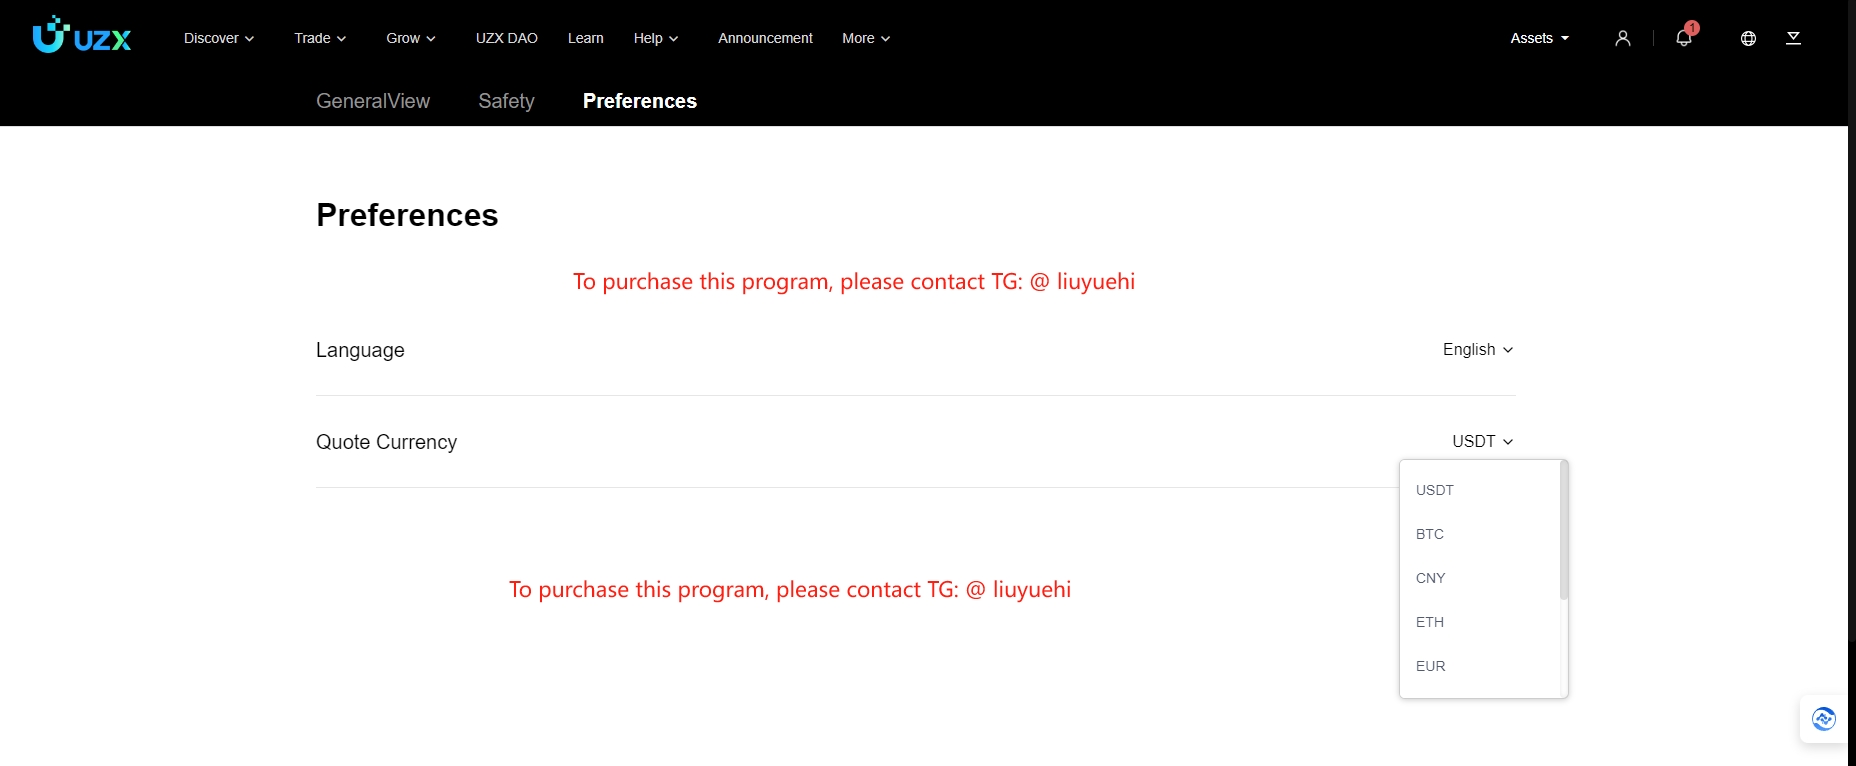 UZX
Discover Trade Grow UZX DAO Learn Help Announcement More Assets 1
GeneralView Safety Preferences
Preferences
To purchase this program, please contact TG: @ liuyuehi
Language English
Quote Currency USDT
USDT
BTC
CNY
ETH
EUR
To purchase this program, please contact TG: @ liuyuehi